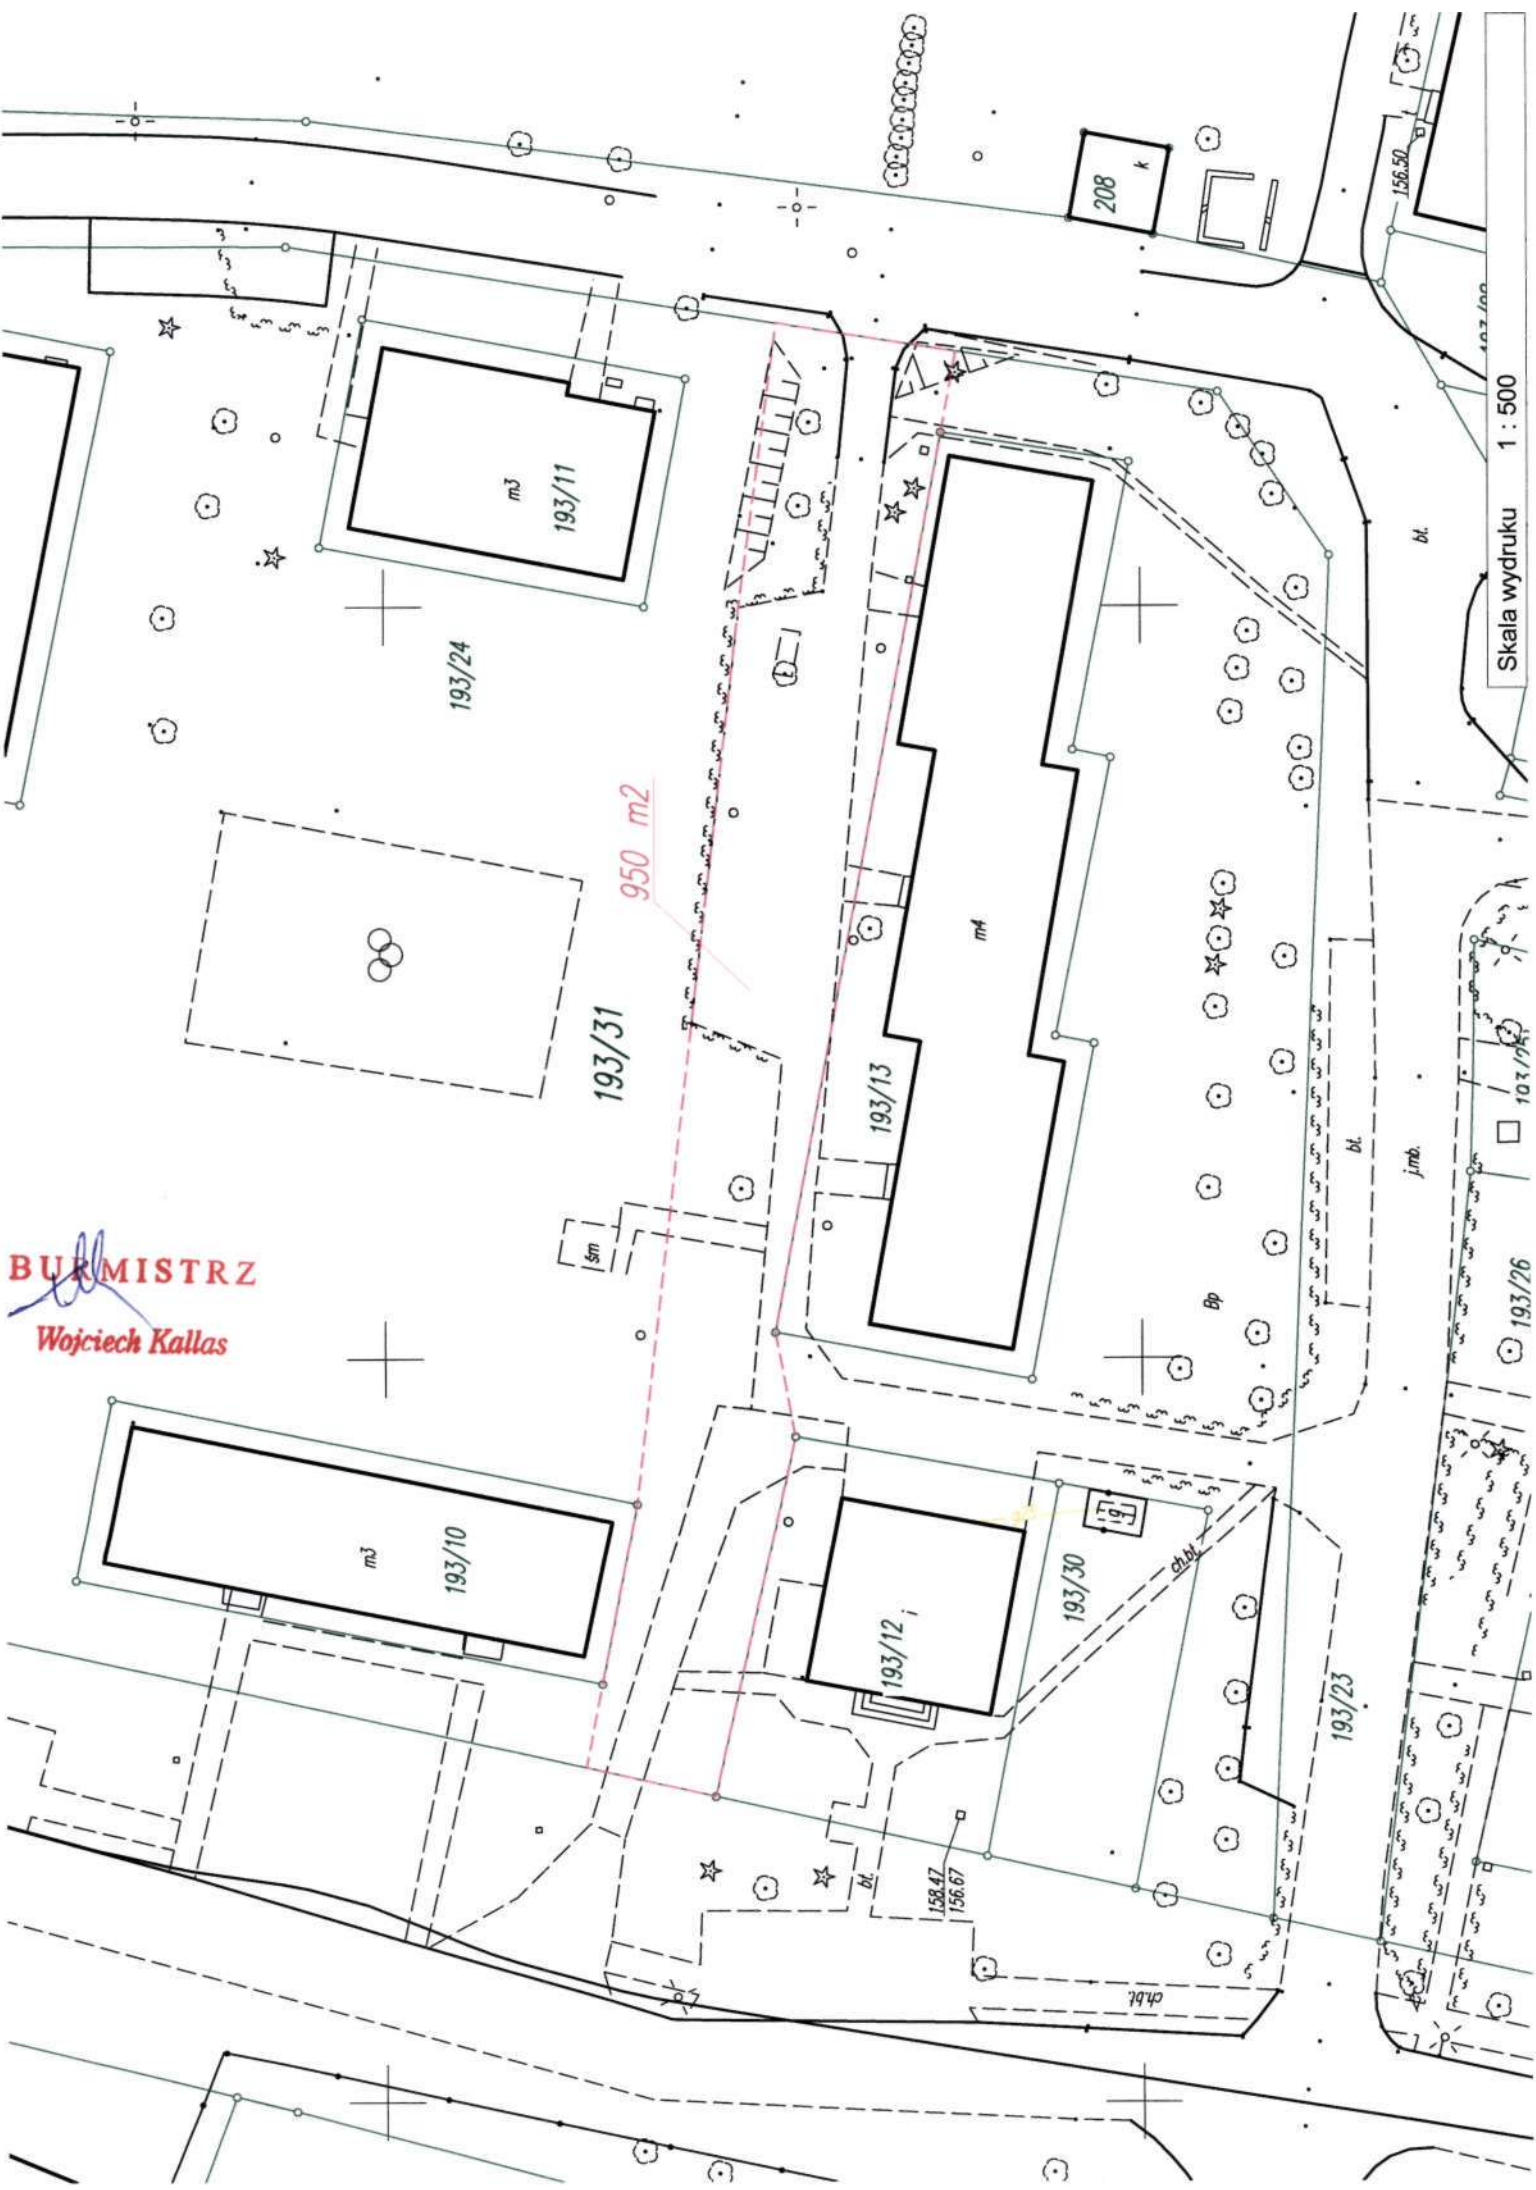 208
k
156.50
m3
193/11
193/24
950 m2
193/31
m4
193/13
bt.
Skala wydruku 1 : 500
BURMISTRZ
Wojciech Kallas
śm
bt.
j.mb.
Bp
193/26
m3
193/10
193/12
i
193/30
g
ch.bt.
193/23
158.47
156.67
bt.
ch.bt.